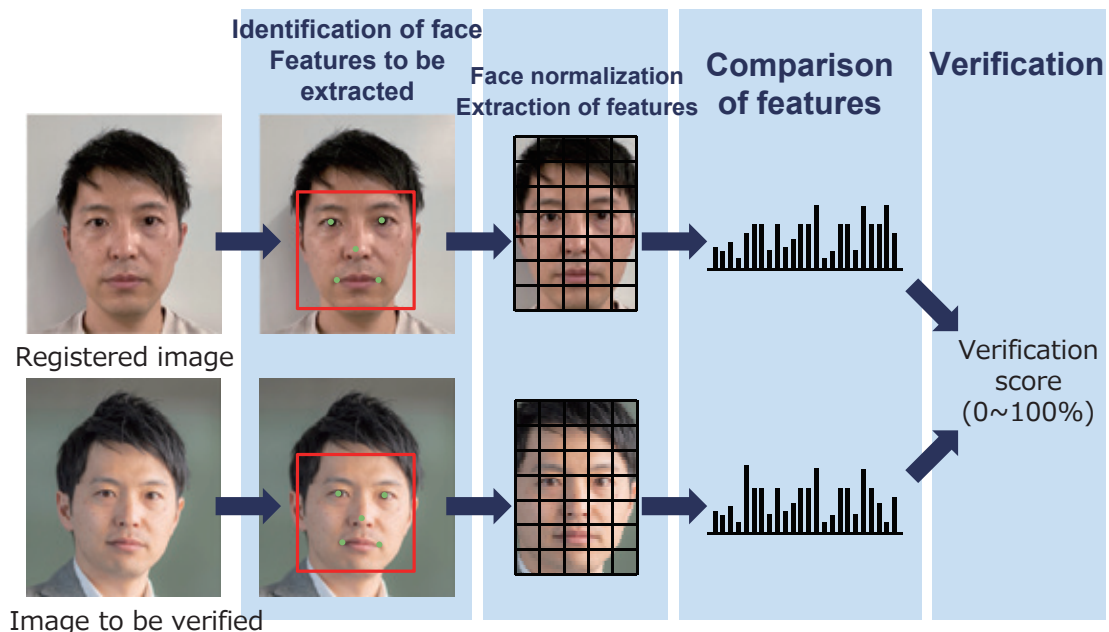 Identification of face
Features to be
extracted
Face normalization
Extraction of features
Comparison
of features
Verification
Registered image
Verification
score
(0~100%)
Image to be verified